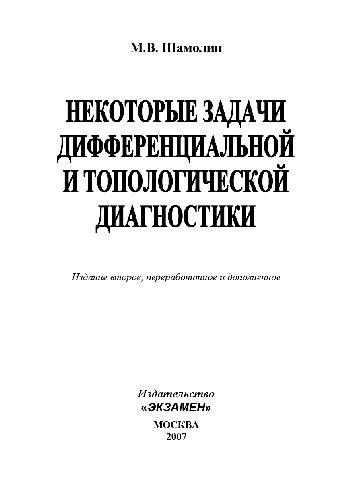 М.В. Шамолин
НЕКОТОРЫЕ ЗАДАЧИ
ДИФФЕРЕНЦИАЛЬНОЙ
И ТОПОЛОГИЧЕСКОЙ
ДИАГНОСТИКИ
Издание второе, переработанное и дополненное
Издательство
«ЭКЗАМЕН»
МОСКВА
2007